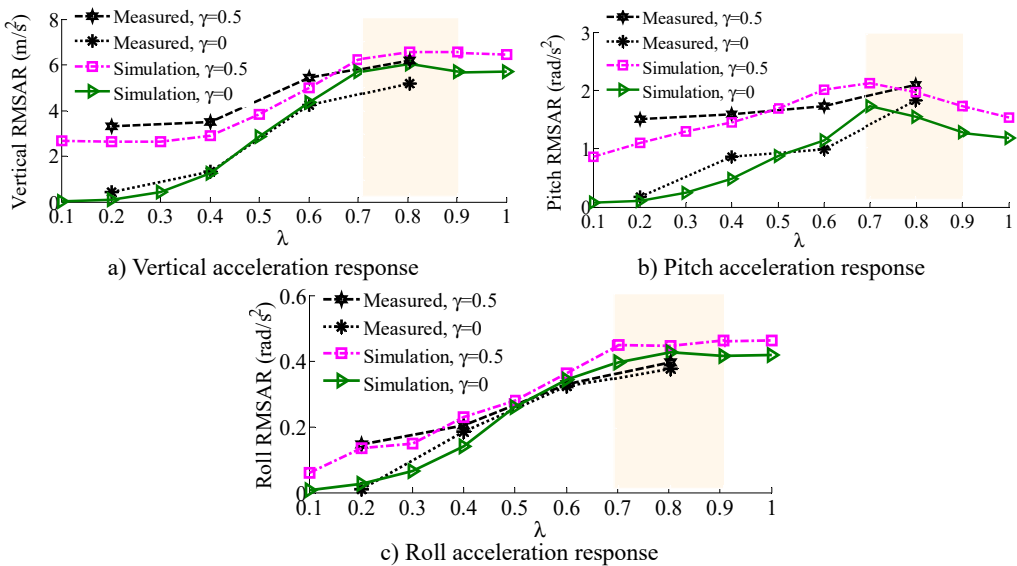 Vertical RMSAR (m/s²)
8
6
4
2
0
Measured, γ=0.5
Measured, γ=0
Simulation, γ=0.5
Simulation, γ=0
0.1 0.2 0.3 0.4 0.5 0.6 0.7 0.8 0.9 1
λ
a) Vertical acceleration response
Pitch RMSAR (rad/s²)
3
2
1
0
Measured, γ=0.5
Measured, γ=0
Simulation, γ=0.5
Simulation, γ=0
0.1 0.2 0.3 0.4 0.5 0.6 0.7 0.8 0.9 1
λ
b) Pitch acceleration response
Roll RMSAR (rad/s²)
0.6
0.4
0.2
0
Measured, γ=0.5
Measured, γ=0
Simulation, γ=0.5
Simulation, γ=0
0.1 0.2 0.3 0.4 0.5 0.6 0.7 0.8 0.9 1
λ
c) Roll acceleration response